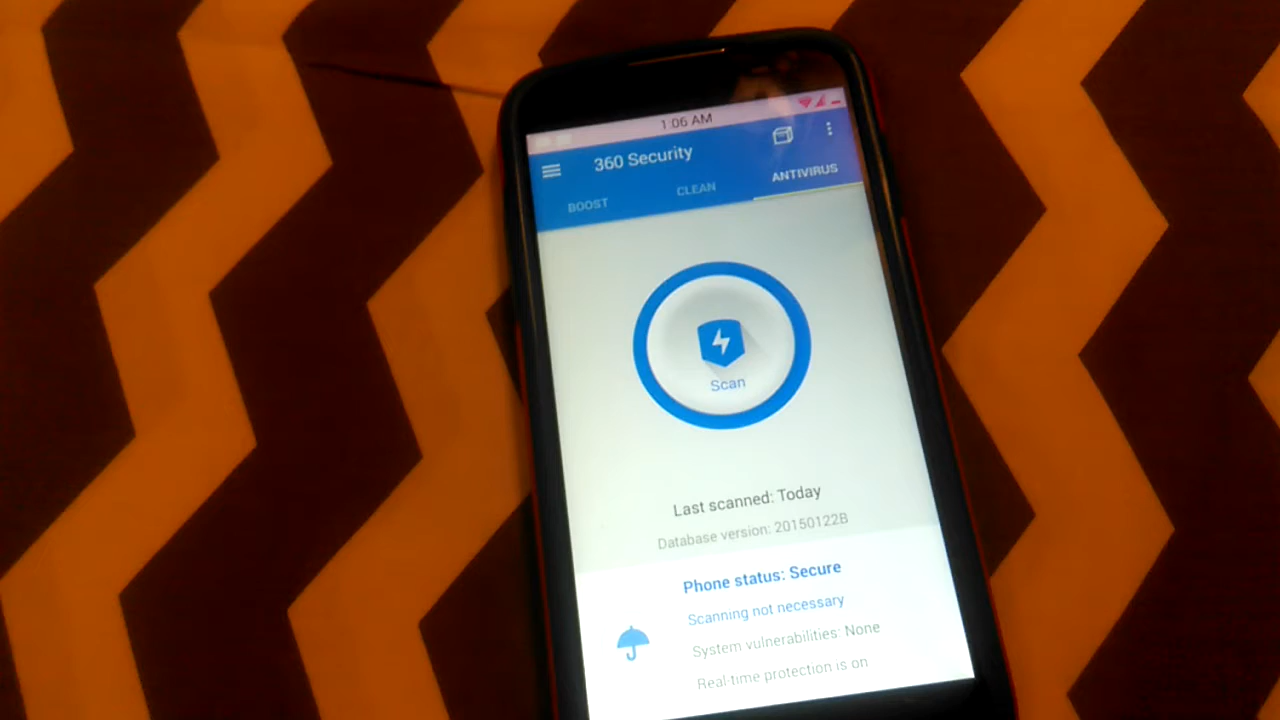 1:06 AM
360 Security
BOOST CLEAN ANTIVIRUS
Scan
Last scanned: Today
Database version: 20150122B
Phone status: Secure
Scanning not necessary
System vulnerabilities: None
Real-time protection is on